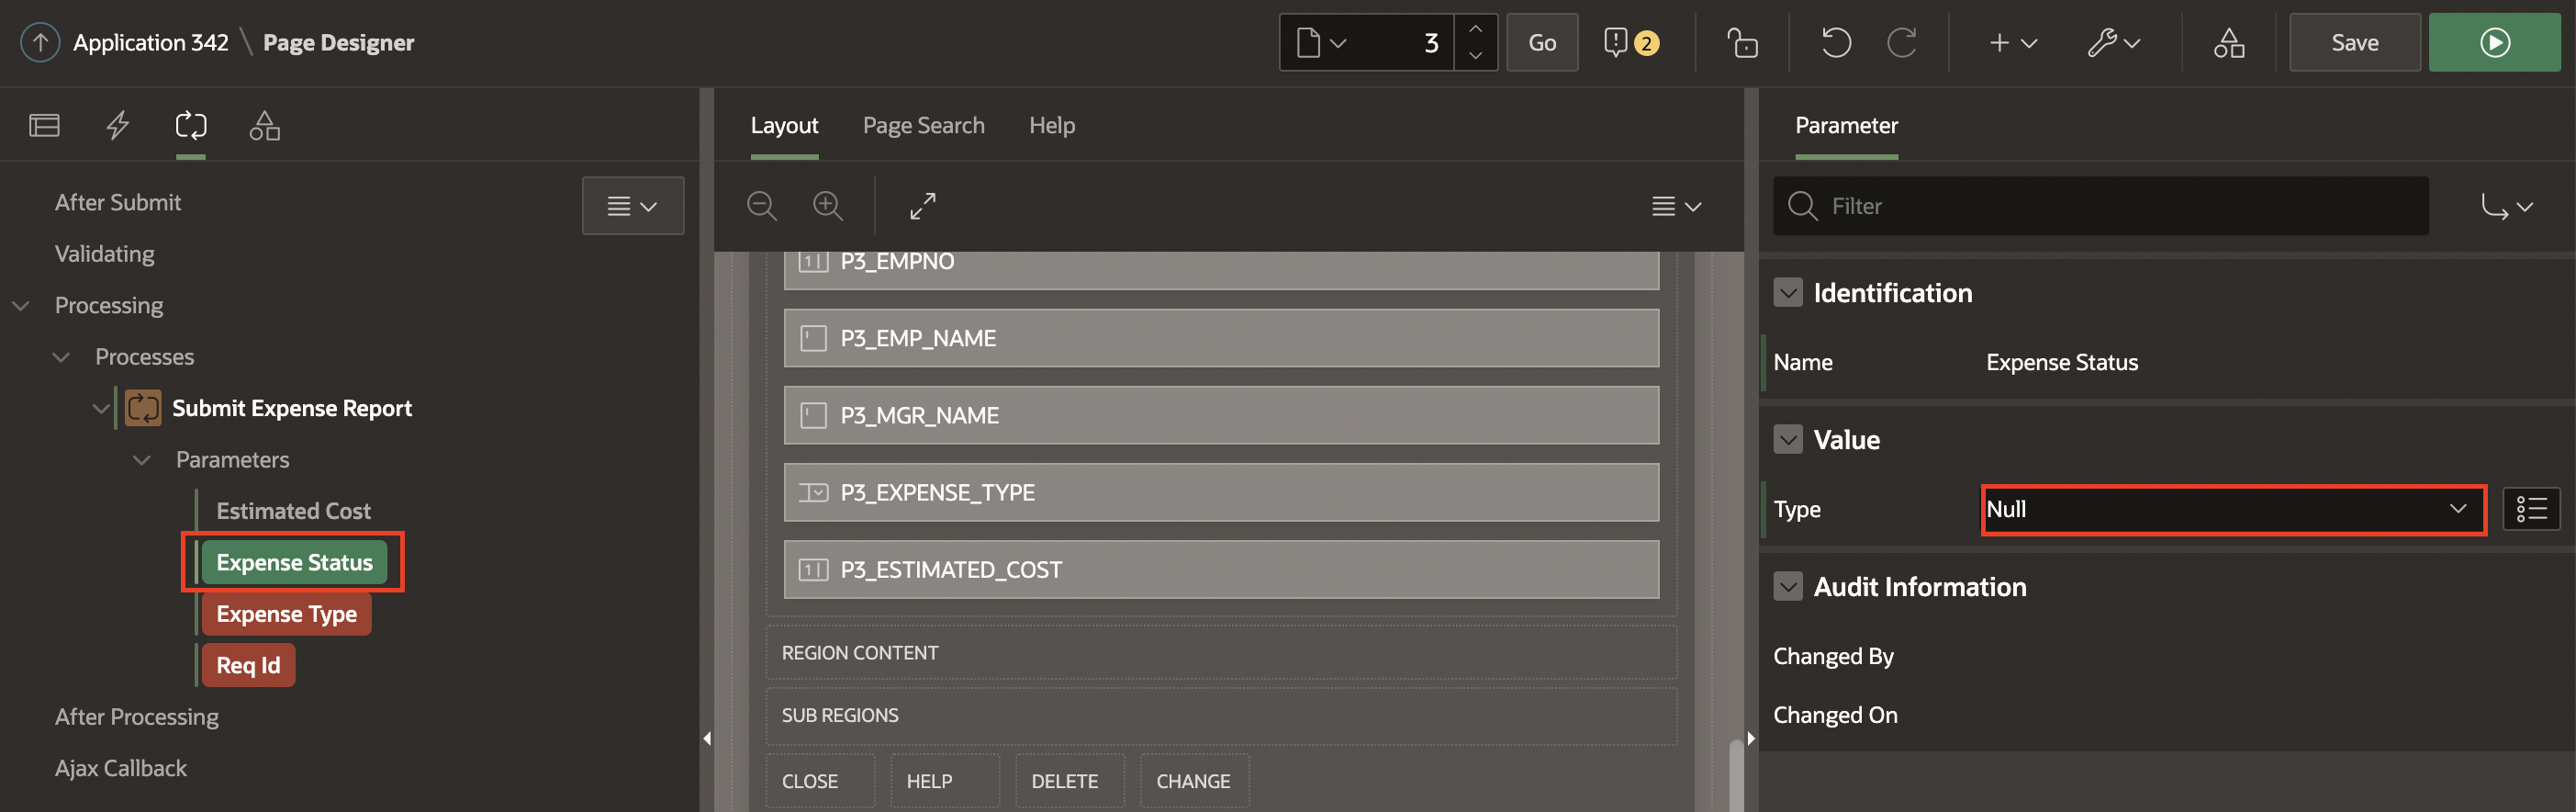 Application 342 \ Page Designer
3
Go
2
Save
Layout
Page Search
Help
Parameter
After Submit
Validating
Processing
Processes
Submit Expense Report
Parameters
Estimated Cost
Expense Status
Expense Type
Req Id
After Processing
Ajax Callback
P3_EMPNO
P3_EMP_NAME
P3_MGR_NAME
P3_EXPENSE_TYPE
P3_ESTIMATED_COST
REGION CONTENT
SUB REGIONS
CLOSE
HELP
DELETE
CHANGE
Filter
Identification
Name
Expense Status
Value
Type
Null
Audit Information
Changed By
Changed On